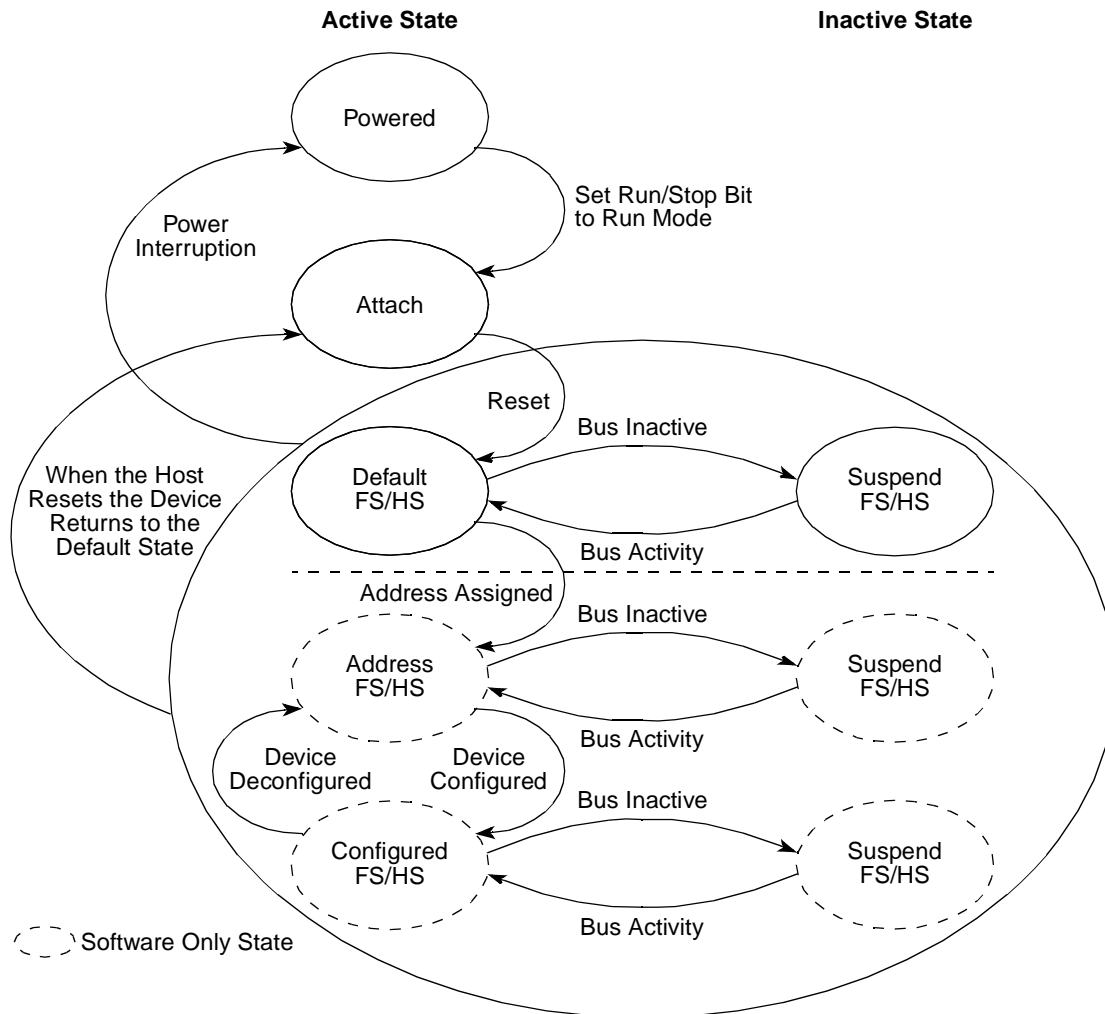 Active State
Inactive State
Powered
Set Run/Stop Bit
to Run Mode
Power
Interruption
Attach
Reset
Bus Inactive
When the Host
Resets the Device
Returns to the
Default State
Default
FS/HS
Suspend
FS/HS
Bus Activity
Address Assigned
Bus Inactive
Address
FS/HS
Suspend
FS/HS
Bus Activity
Device
Deconfigured
Device
Configured
Bus Inactive
Configured
FS/HS
Suspend
FS/HS
Bus Activity
Software Only State